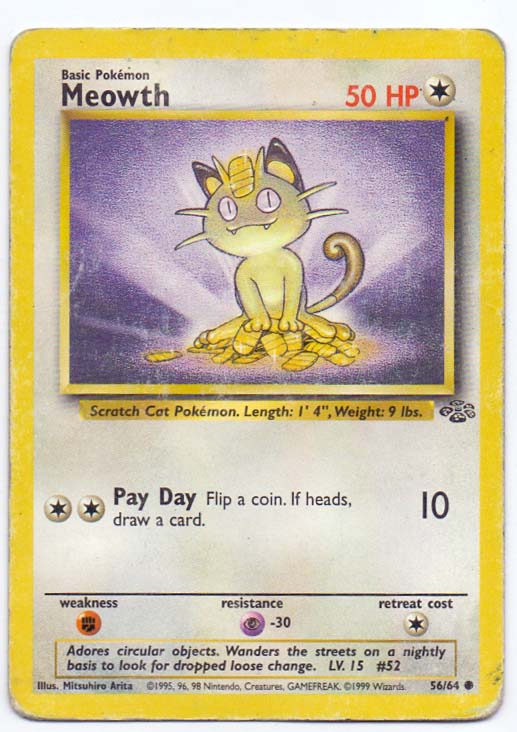 Basic Pokémon
Meowth 50 HP
Scratch Cat Pokémon. Length: 1' 4", Weight: 9 lbs.
Pay Day Flip a coin. If heads, 10
draw a card.
weakness resistance retreat cost
-30
Adores circular objects. Wanders the streets on a nightly
basis to look for dropped loose change. LV. 15 #52
Illus. Mitsuhiro Arita ©1995, 96, 98 Nintendo, Creatures, GAMEFREAK. ©1999 Wizards. 56/64